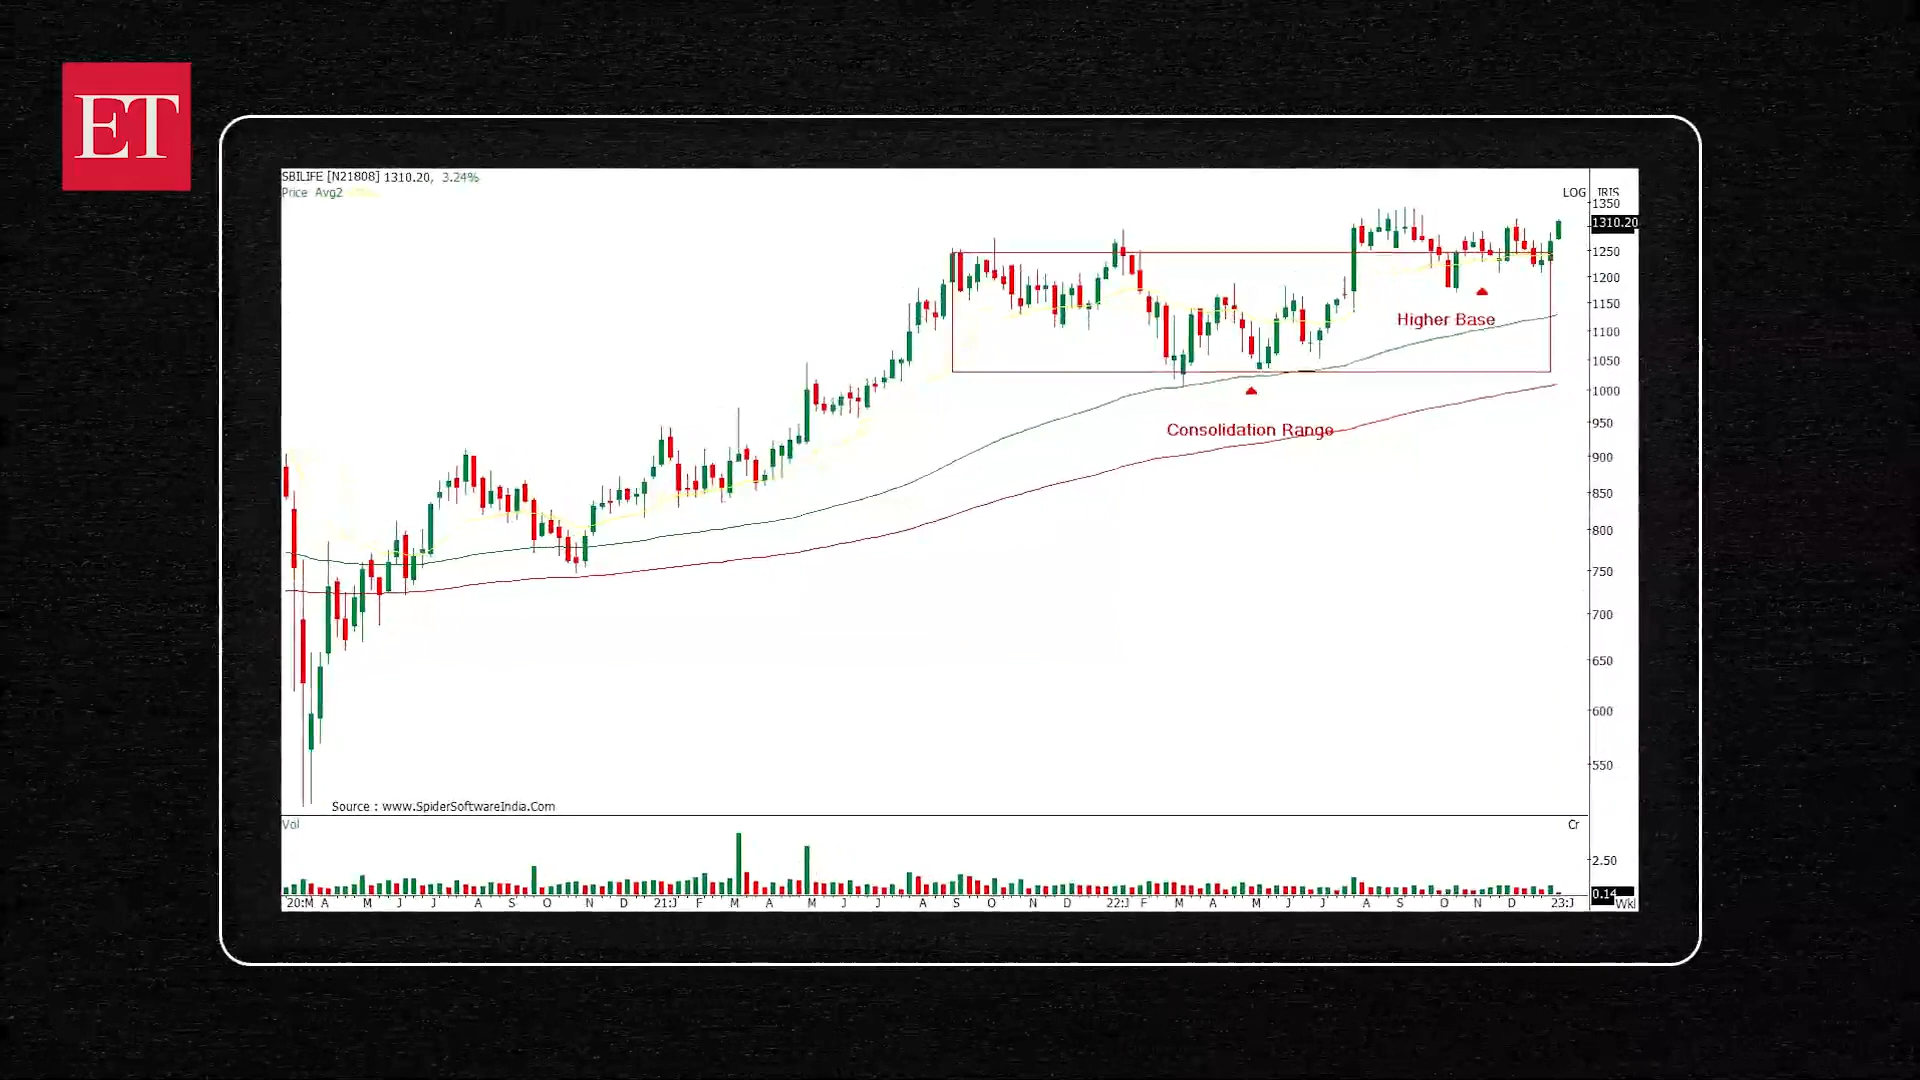 ET
SBILIFE [N21808] 1310.20, 3.24%
Price Avg2
LOG IRIS
1350
1310.20
1250
1200
1150
Higher Base
1100
1050
1000
950
Consolidation Range
900
850
800
750
700
650
600
550
Source : www.SpiderSoftwareIndia.Com
Vol Cr
2.50
0.14
20:M A M J J A S O N D 21:J F M A M J J A S O N D 22:J F M A M J J A S O N D 23:J Wkl